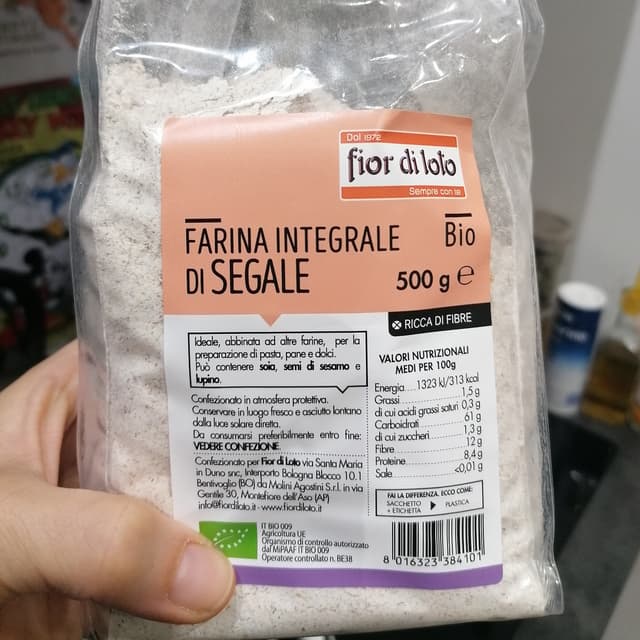 Dal 1972
fior di loto
Sempre con te
FARINA INTEGRALE
DI SEGALE
Bio
500 g e
RICCA DI FIBRE
Ideale, abbinata ad altre farine, per la
preparazione di pasta, pane e dolci.
Può contenere soia, semi di sesamo e
lupino.
Confezionato in atmosfera protettiva.
Conservare in luogo fresco e asciutto lontano
dalla luce solare diretta.
Da consumarsi preferibilmente entro fine:
VEDERE CONFEZIONE
Confezionato per Fior di Loto via Santa Maria
in Duno snc, Interporto Bologna Blocco 10.1
Bentivoglio (BO) da Molini Agostini S.r.l. in via
Gentile 30, Montefiore dell'Aso (AP)
info@fiordiloto.it - www.fiordiloto.it
IT BIO 009
Agricoltura UE
Organismo di controllo autorizzato
dal MiPAAF IT BIO 009
Operatore controllato n. BE38
VALORI NUTRIZIONALI
MEDI PER 100g
Energia 1323 kJ/313 kcal
Grassi 1,5 g
di cui acidi grassi saturi 0,3 g
Carboidrati 61 g
di cui zuccheri 1,3 g
Fibre 12 g
Proteine 8,4 g
Sale <0,01 g
FAI LA DIFFERENZA. ECCO COME:
SACCHETTO
+ ETICHETTA
PLASTICA
8 016323 384101